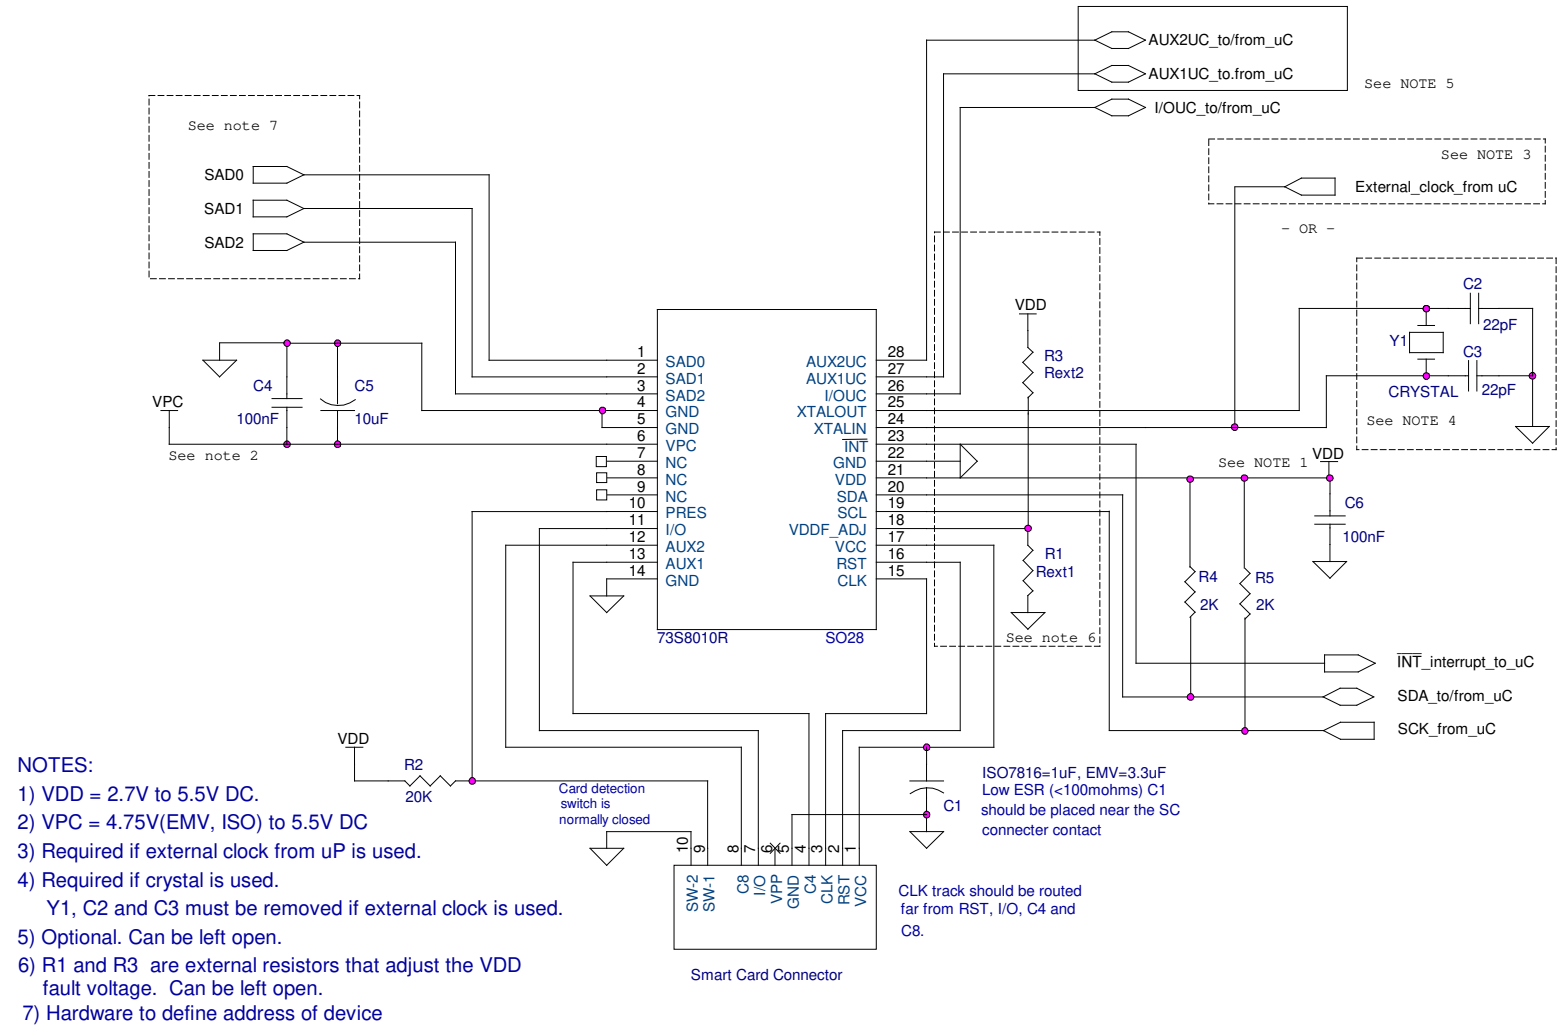 AUX2UC_to/from_uC
AUX1UC_to.from_uC
See NOTE 5
I/OUC_to/from_uC
See note 7
SAD0
SAD1
SAD2
See NOTE 3
External_clock_from uC
- OR -
VDD
R3
Rext2
C2
22pF
Y1
C3
22pF
CRYSTAL
See NOTE 4
C4
100nF
C5
10uF
VPC
See note 2
1 SAD0
2 SAD1
3 SAD2
4 GND
5 GND
6 VPC
7 NC
8 NC
9 NC
10 PRES
11 I/O
12 AUX2
13 AUX1
14 GND
AUX2UC 28
AUX1UC 27
I/OUC 26
XTALOUT 25
XTALIN 24
INT 23
GND 22
VDD 21
SDA 20
SCL 19
VDDF_ADJ 18
VCC 17
RST 16
CLK 15
73S8010R
SO28
See NOTE 1
VDD
C6
100nF
R1
Rext1
See note 6
R4
2K
R5
2K
INT_interrupt_to_uC
SDA_to/from_uC
SCK_from_uC
VDD
R2
20K
Card detection
switch is
normally closed
C1
ISO7816=1uF, EMV=3.3uF
Low ESR (<100mohms) C1
should be placed near the SC
connecter contact
10 9 8 7 6 5 4 3 2 1
SW-2 SW-1 C8 I/O VPP GND C4 CLK RST VCC
CLK track should be routed
far from RST, I/O, C4 and
C8.
Smart Card Connector
NOTES:
1) VDD = 2.7V to 5.5V DC.
2) VPC = 4.75V(EMV, ISO) to 5.5V DC
3) Required if external clock from uP is used.
4) Required if crystal is used.
Y1, C2 and C3 must be removed if external clock is used.
5) Optional. Can be left open.
6) R1 and R3 are external resistors that adjust the VDD
fault voltage. Can be left open.
7) Hardware to define address of device